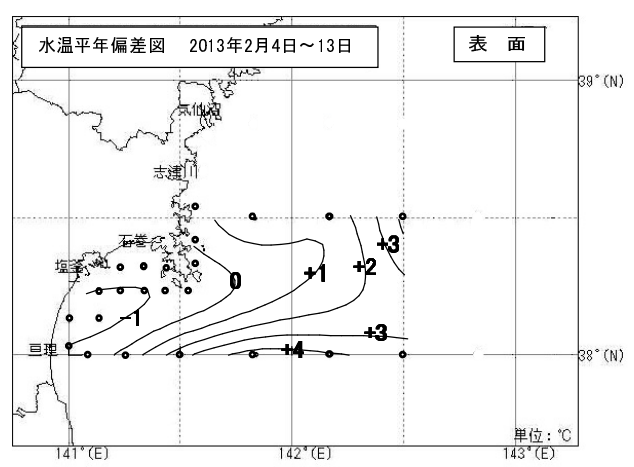 水温平年偏差図 2013年2月4日～13日
表 面
39°(N)
気仙沼
志津川
石巻
+3
塩釜
+2
+1
0
-1
+3
亘理
+4
38°(N)
単位：℃
141°(E)
142°(E)
143°(E)